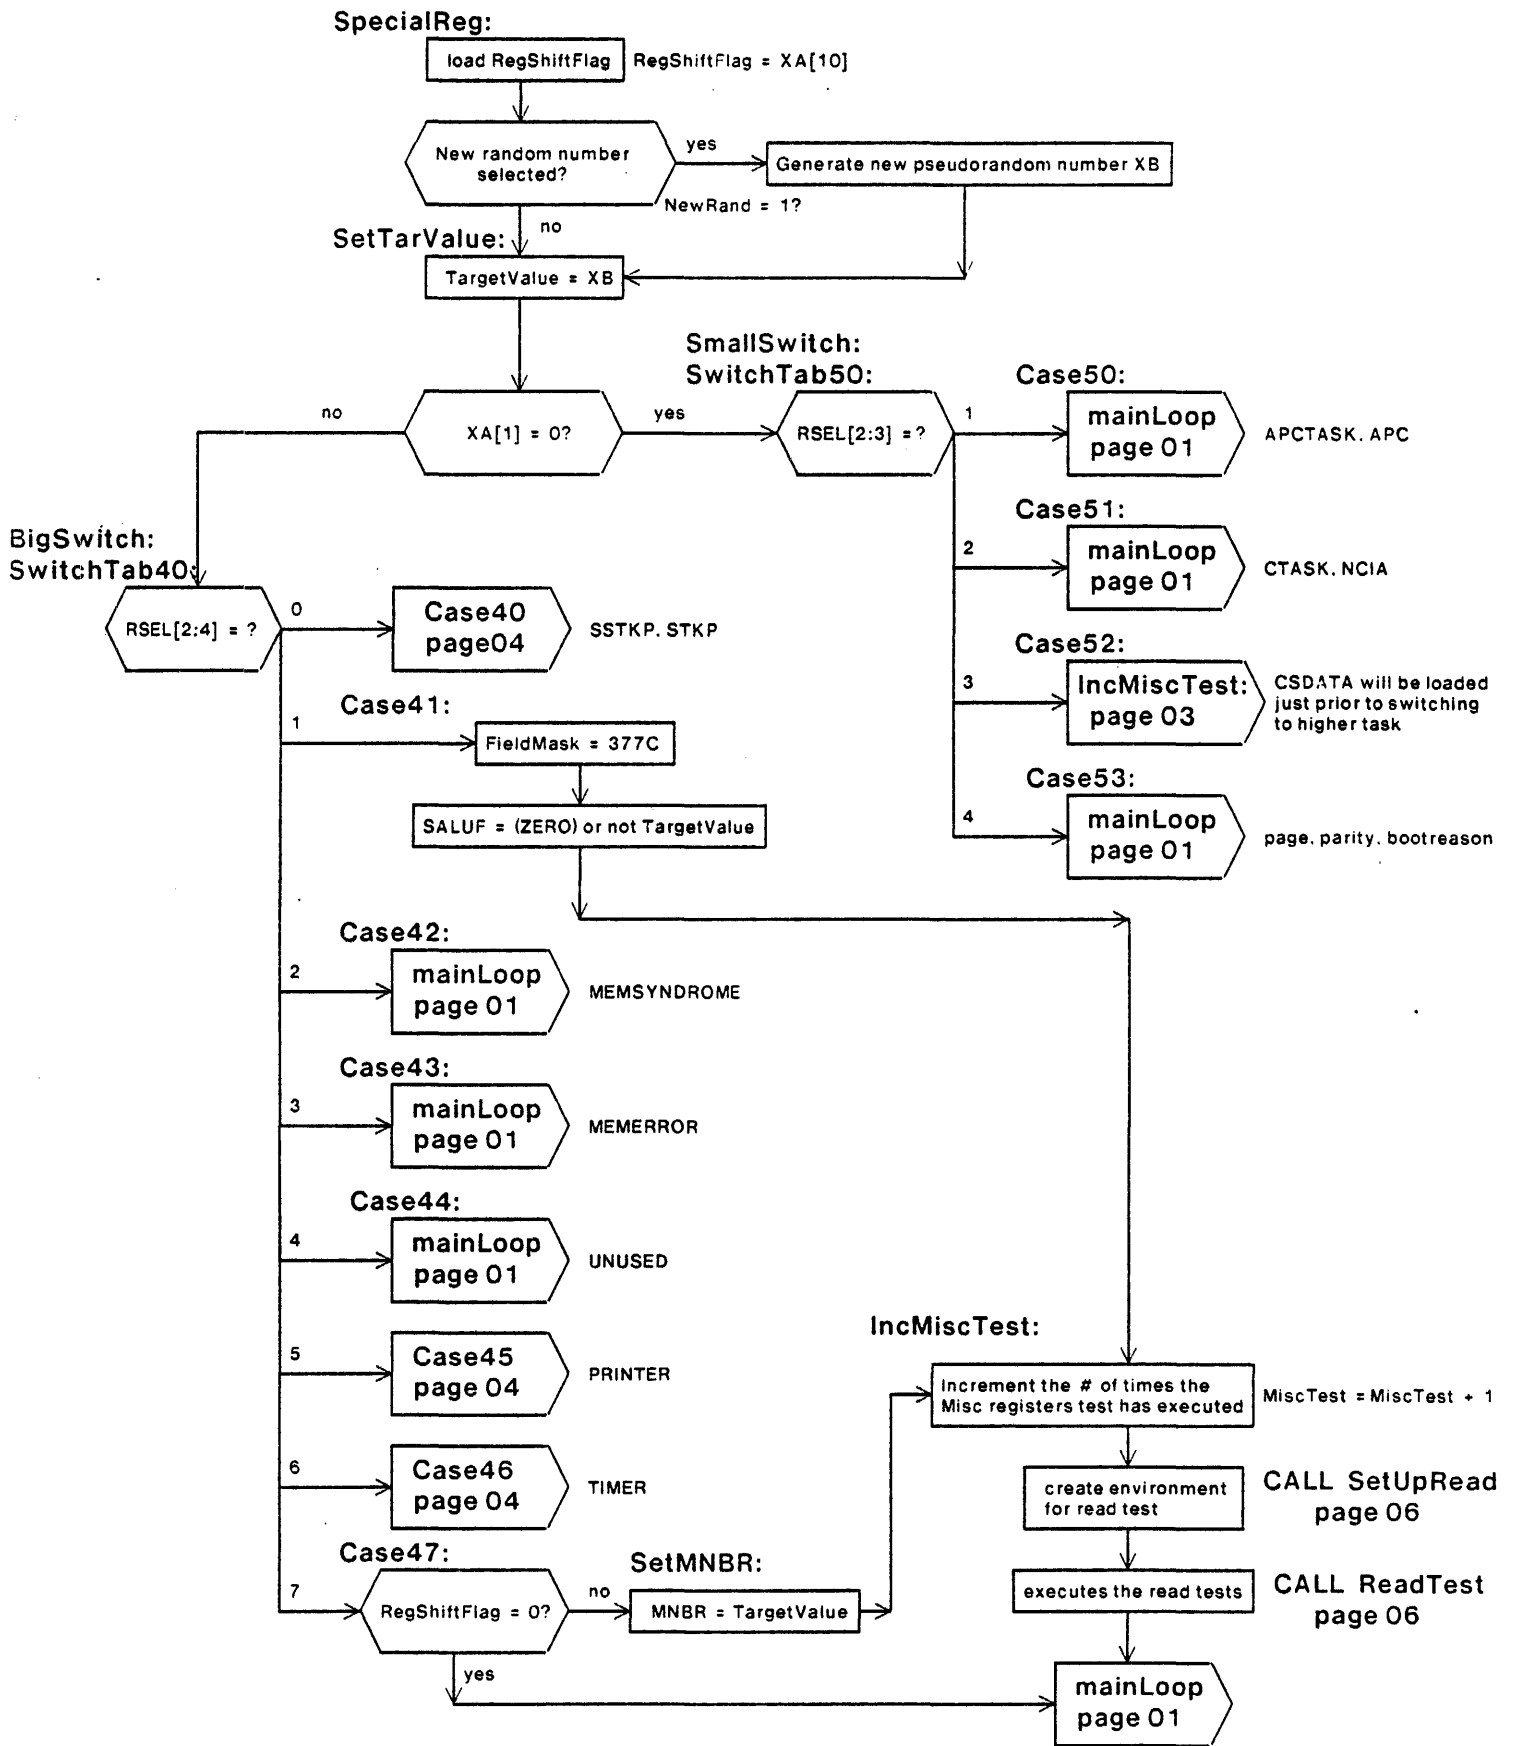 SpecialReg:
load RegShiftFlag
RegShiftFlag = XA[10]
New random number
selected?
yes
Generate new pseudorandom number XB
NewRand = 1?
no
SetTarValue:
TargetValue = XB
SmallSwitch:
SwitchTab50:
no
XA[1] = 0?
yes
RSEL[2:3] = ?
Case50:
1
mainLoop
page 01
APCTASK. APC
Case51:
2
mainLoop
page 01
CTASK. NCIA
Case52:
3
IncMiscTest:
page 03
CSDATA will be loaded
just prior to switching
to higher task
Case53:
4
mainLoop
page 01
page. parity. bootreason
BigSwitch:
SwitchTab40:
RSEL[2:4] = ?
0
Case40
page04
SSTKP. STKP
Case41:
1
FieldMask = 377C
SALUF = (ZERO) or not TargetValue
Case42:
2
mainLoop
page 01
MEMSYNDROME
Case43:
3
mainLoop
page 01
MEMERROR
Case44:
4
mainLoop
page 01
UNUSED
5
Case45
page 04
PRINTER
6
Case46
page 04
TIMER
Case47:
7
RegShiftFlag = 0?
no
SetMNBR:
MNBR = TargetValue
yes
IncMiscTest:
Increment the # of times the
Misc registers test has executed
MiscTest = MiscTest + 1
create environment
for read test
CALL SetUpRead
page 06
executes the read tests
CALL ReadTest
page 06
mainLoop
page 01